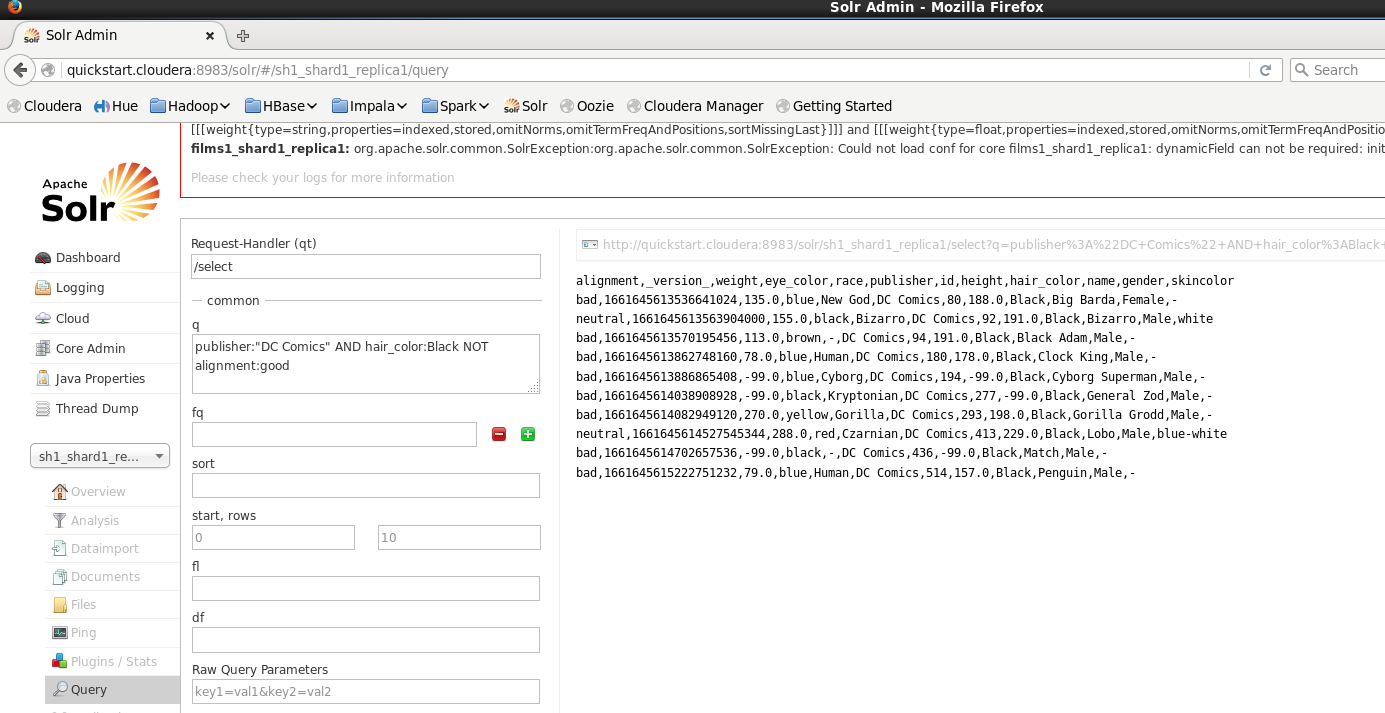 Solr Admin - Mozilla Firefox
Solr Admin
quickstart.cloudera:8983/solr/#/sh1_shard1_replica1/query
Search
Cloudera Hue Hadoop HBase Impala Spark Solr Oozie Cloudera Manager Getting Started
[[[weight{type=string,properties=indexed,stored,omitNorms,omitTermFreqAndPositions,sortMissingLast}]]] and [[[weight{type=float,properties=indexed,stored,omitNorms,omitTermFreqAndPositio
films1_shard1_replica1: org.apache.solr.common.SolrException:org.apache.solr.common.SolrException: Could not load conf for core films1_shard1_replica1: dynamicField can not be required: init
Please check your logs for more information
Apache
Solr
Dashboard
Logging
Cloud
Core Admin
Java Properties
Thread Dump
sh1_shard1_re...
Overview
Analysis
Dataimport
Documents
Files
Ping
Plugins / Stats
Query
Request-Handler (qt)
/select
common
q
publisher:"DC Comics" AND hair_color:Black NOT
alignment:good
fq
sort
start, rows
0 10
fl
df
Raw Query Parameters
key1=val1&key2=val2
http://quickstart.cloudera:8983/solr/sh1_shard1_replica1/select?q=publisher%3A%22DC+Comics%22+AND+hair_color%3ABlack+
alignment,_version_,weight,eye_color,race,publisher,id,height,hair_color,name,gender,skincolor
bad,1661645613536641024,135.0,blue,New God,DC Comics,80,188.0,Black,Big Barda,Female,-
neutral,1661645613563904000,155.0,black,Bizarro,DC Comics,92,191.0,Black,Bizarro,Male,white
bad,1661645613570195456,113.0,brown,-,DC Comics,94,191.0,Black,Black Adam,Male,-
bad,1661645613862748160,78.0,blue,Human,DC Comics,180,178.0,Black,Clock King,Male,-
bad,1661645613886865408,-99.0,blue,Cyborg,DC Comics,194,-99.0,Black,Cyborg Superman,Male,-
bad,1661645614038908928,-99.0,black,Kryptonian,DC Comics,277,-99.0,Black,General Zod,Male,-
bad,1661645614082949120,270.0,yellow,Gorilla,DC Comics,293,198.0,Black,Gorilla Grodd,Male,-
neutral,1661645614527545344,288.0,red,Czarnian,DC Comics,413,229.0,Black,Lobo,Male,blue-white
bad,1661645614702657536,-99.0,black,-,DC Comics,436,-99.0,Black,Match,Male,-
bad,1661645615222751232,79.0,blue,Human,DC Comics,514,157.0,Black,Penguin,Male,-